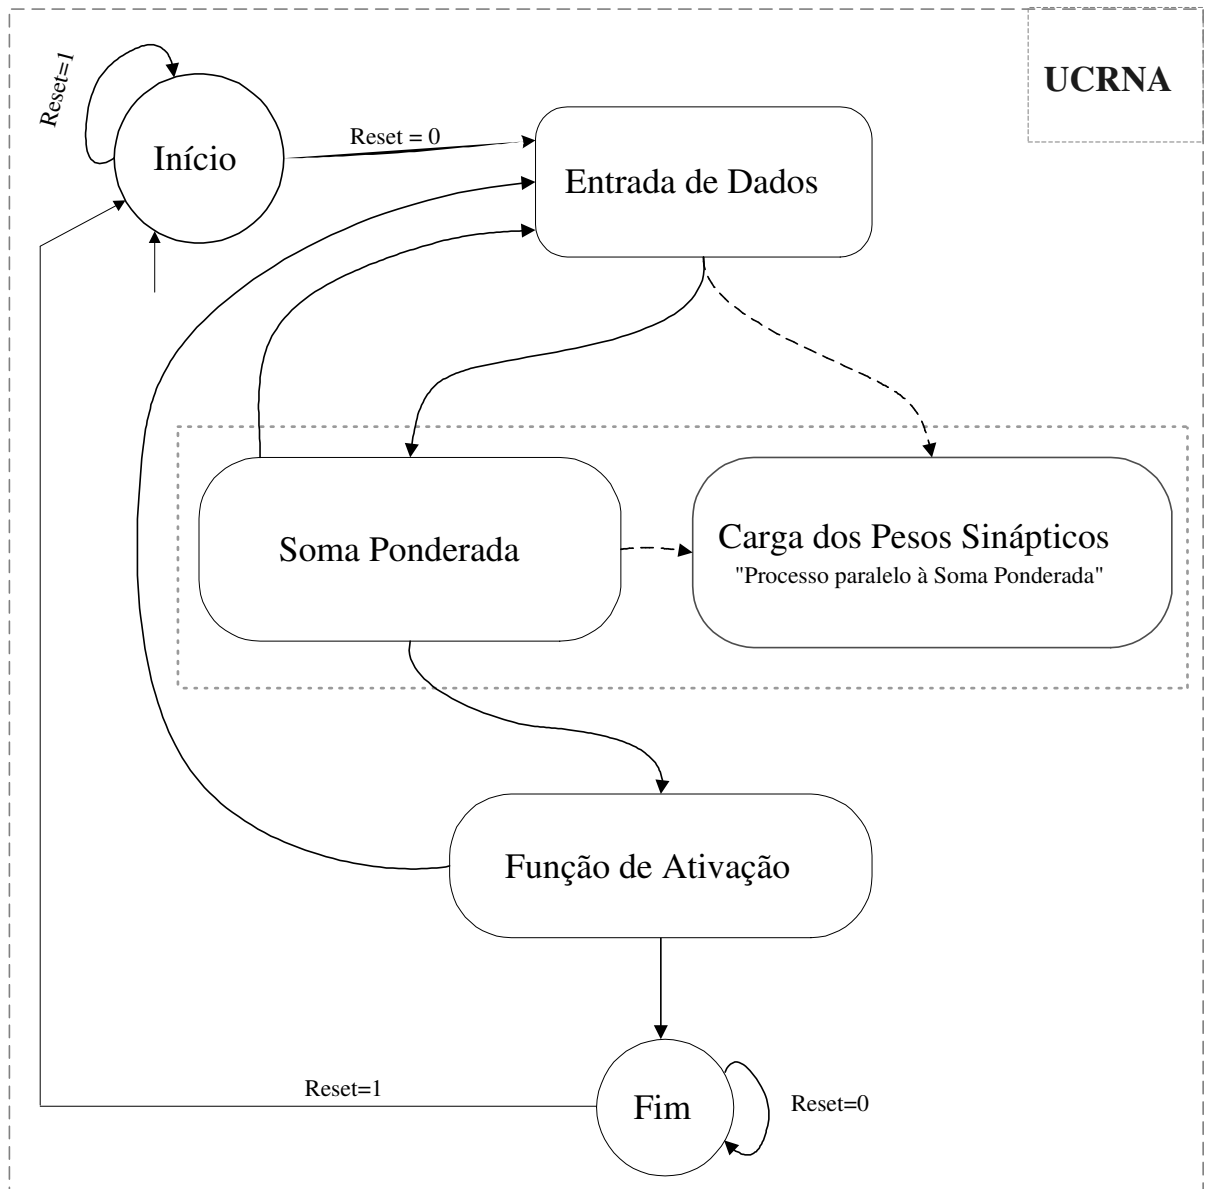 UCRNA
Reset=1
Início
Reset = 0
Entrada de Dados
Soma Ponderada
Carga dos Pesos Sinápticos
"Processo paralelo à Soma Ponderada"
Função de Ativação
Reset=1
Fim
Reset=0